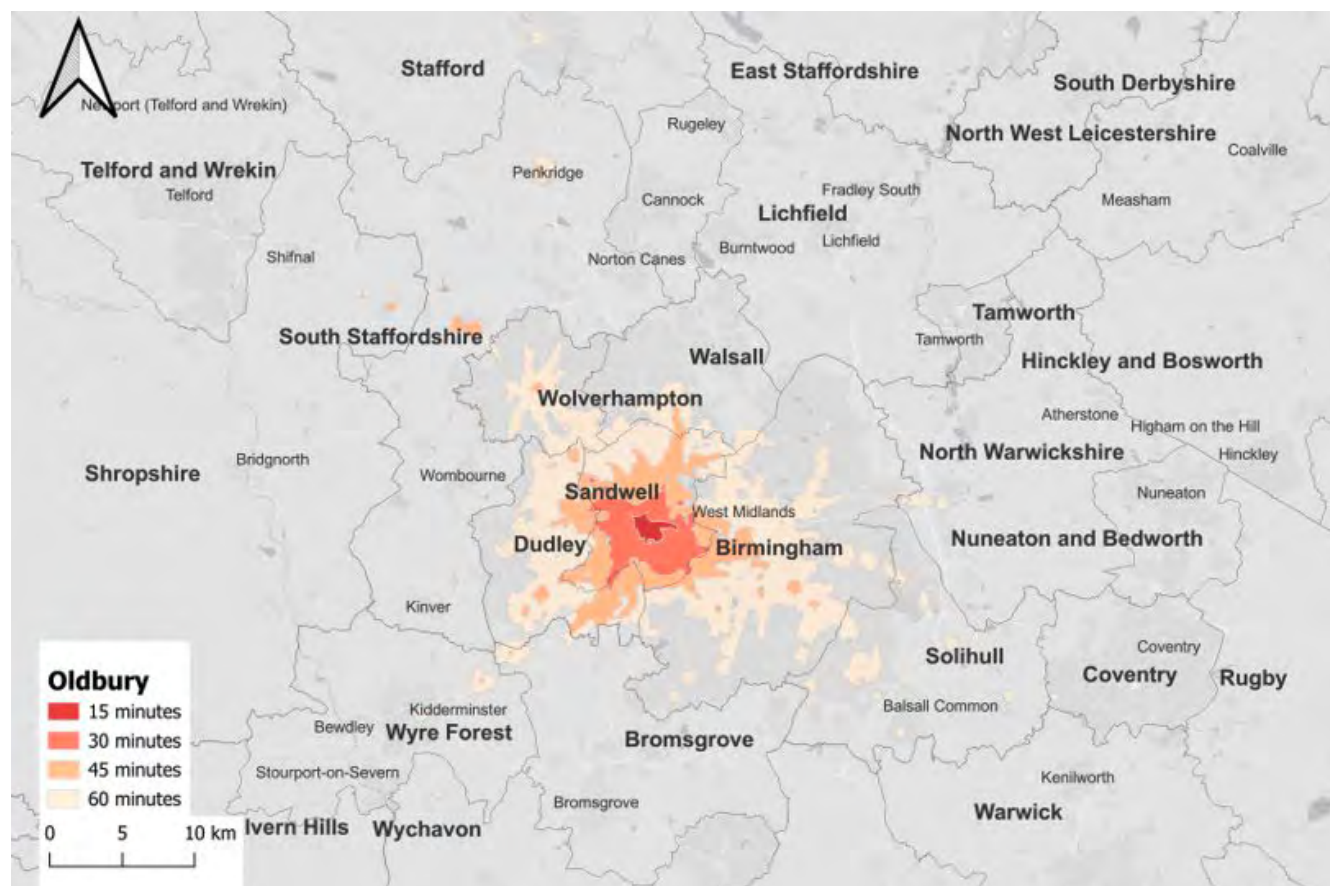 Stafford
East Staffordshire
South Derbyshire
Newport (Telford and Wrekin)
Rugeley
North West Leicestershire
Coalville
Telford and Wrekin
Penkridge
Telford
Cannock
Fradley South
Measham
Lichfield
Burntwood
Lichfield
Shifnal
Norton Canes
Tamworth
South Staffordshire
Tamworth
Walsall
Hinckley and Bosworth
Wolverhampton
Atherstone
Higham on the Hill
North Warwickshire
Hinckley
Shropshire
Bridgnorth
Wombourne
Sandwell
Nuneaton
West Midlands
Dudley
Birmingham
Nuneaton and Bedworth
Kinver
Solihull
Coventry
Coventry
Rugby
Balsall Common
Kidderminster
Bewdley
Wyre Forest
Bromsgrove
Stourport-on-Severn
Kenilworth
Bromsgrove
Warwick
lvern Hills
Wychavon
Oldbury
15 minutes
30 minutes
45 minutes
60 minutes
0 5 10 km